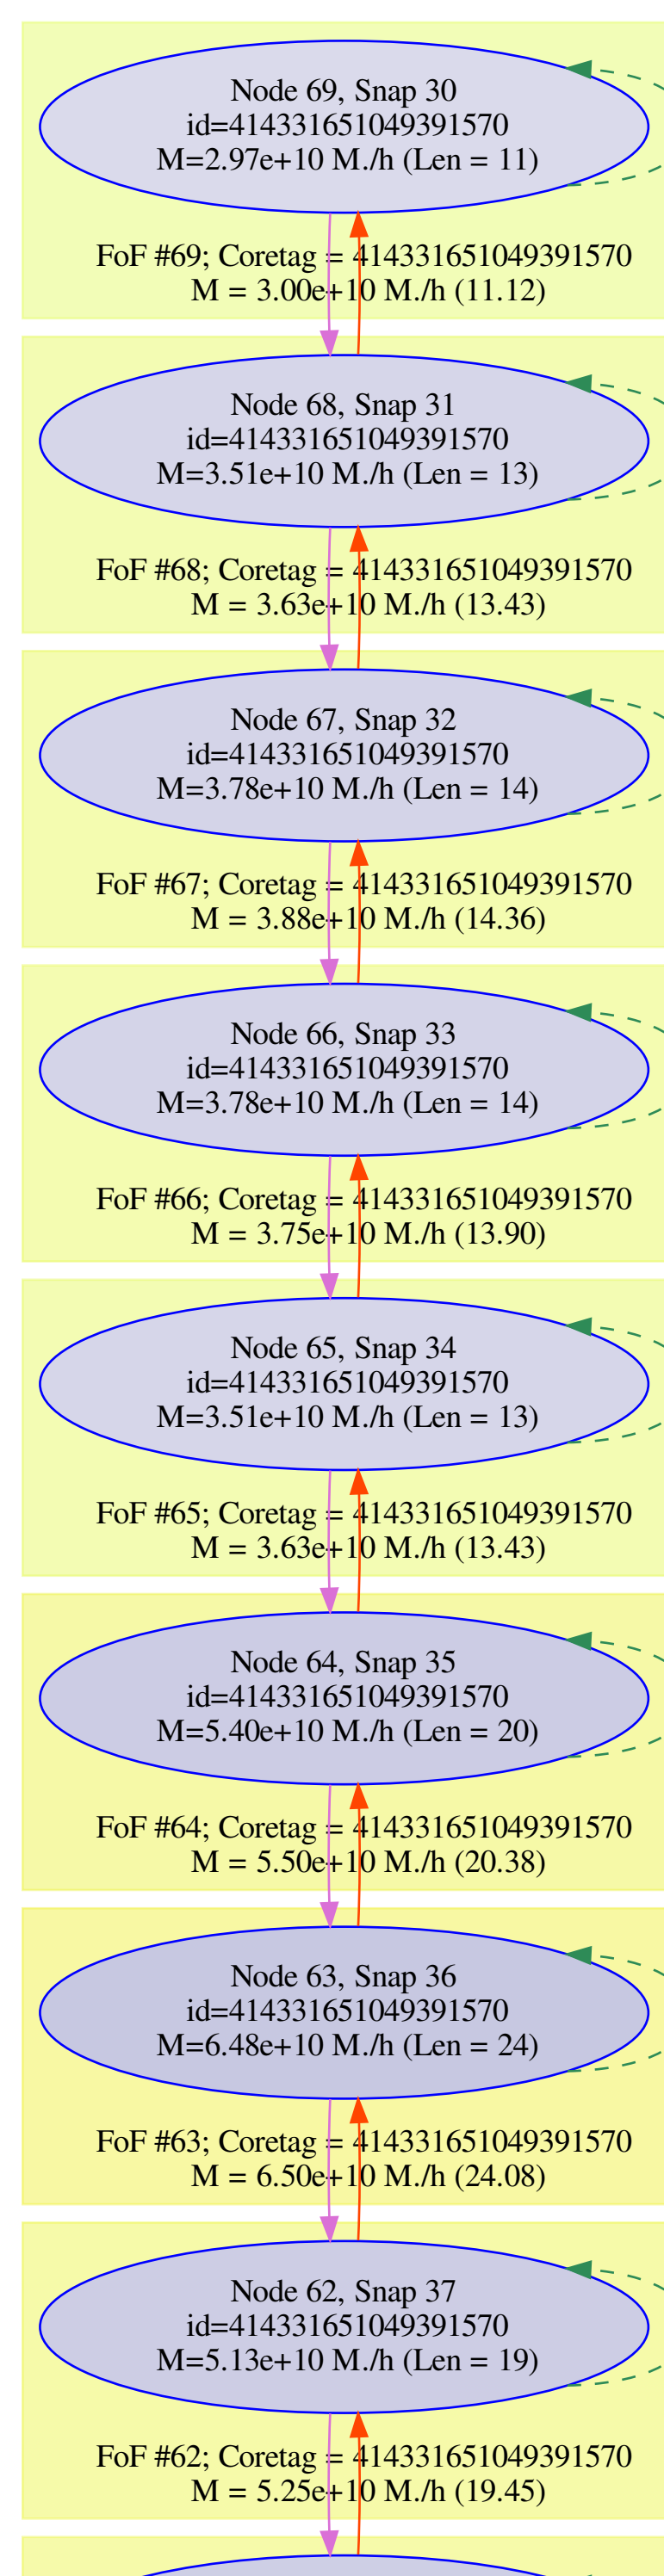 Node 69, Snap 30
id=414331651049391570
M=2.97e+10 M./h (Len = 11)
FoF #69; Coretag = 414331651049391570
M = 3.00e+10 M./h (11.12)
Node 68, Snap 31
id=414331651049391570
M=3.51e+10 M./h (Len = 13)
FoF #68; Coretag = 414331651049391570
M = 3.63e+10 M./h (13.43)
Node 67, Snap 32
id=414331651049391570
M=3.78e+10 M./h (Len = 14)
FoF #67; Coretag = 414331651049391570
M = 3.88e+10 M./h (14.36)
Node 66, Snap 33
id=414331651049391570
M=3.78e+10 M./h (Len = 14)
FoF #66; Coretag = 414331651049391570
M = 3.75e+10 M./h (13.90)
Node 65, Snap 34
id=414331651049391570
M=3.51e+10 M./h (Len = 13)
FoF #65; Coretag = 414331651049391570
M = 3.63e+10 M./h (13.43)
Node 64, Snap 35
id=414331651049391570
M=5.40e+10 M./h (Len = 20)
FoF #64; Coretag = 414331651049391570
M = 5.50e+10 M./h (20.38)
Node 63, Snap 36
id=414331651049391570
M=6.48e+10 M./h (Len = 24)
FoF #63; Coretag = 414331651049391570
M = 6.50e+10 M./h (24.08)
Node 62, Snap 37
id=414331651049391570
M=5.13e+10 M./h (Len = 19)
FoF #62; Coretag = 414331651049391570
M = 5.25e+10 M./h (19.45)